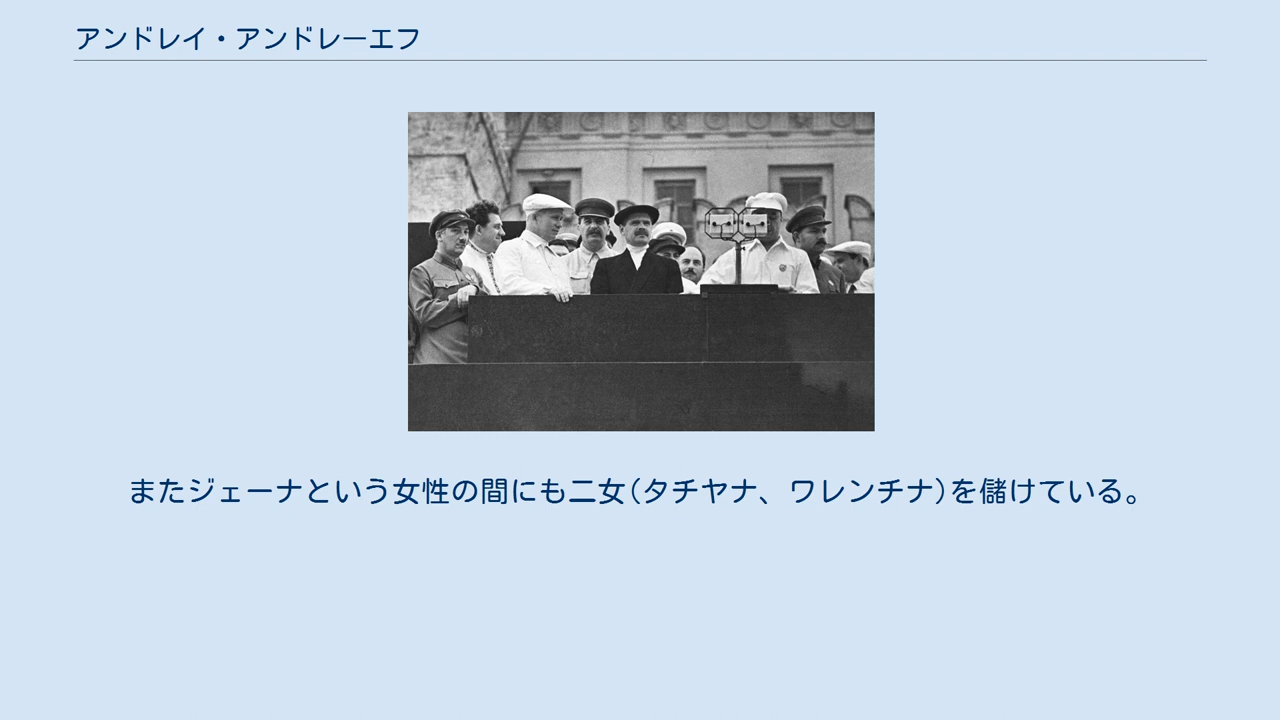 アンドレイ・アンドレーエフ
またジェーナという女性の間にも二女(タチヤナ、ワレンチナ)を儲けている。